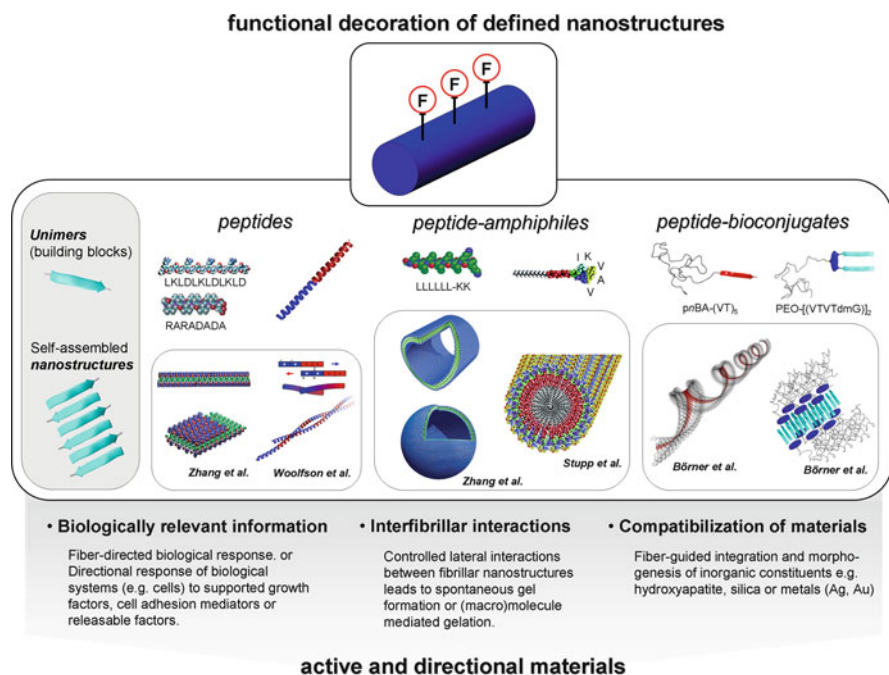 functional decoration of defined nanostructures
F
F
F
Unimers
(building blocks)
Self-assembled
nanostructures
peptides
LKLDLKLDLKLD
RARADADA
Zhang et al.
Woolfson et al.
peptide-amphiphiles
LLLLLL-KK
I
K
V
A
V
Zhang et al.
Stupp et al.
peptide-bioconjugates
pnBA-(VT)₅
PEO-[(VTVTdmG)]₂
Börner et al.
Börner et al.
• Biologically relevant information
Fiber-directed biological response. or
Directional response of biological
systems (e.g. cells) to supported growth
factors, cell adhesion mediators or
releasable factors.
• Interfibrillar interactions
Controlled lateral interactions
between fibrillar nanostructures
leads to spontaneous gel
formation or (macro)molecule
mediated gelation.
• Compatibilization of materials
Fiber-guided integration and morpho-
genesis of inorganic constituents e.g.
hydroxyapatite, silica or metals (Ag, Au)
active and directional materials